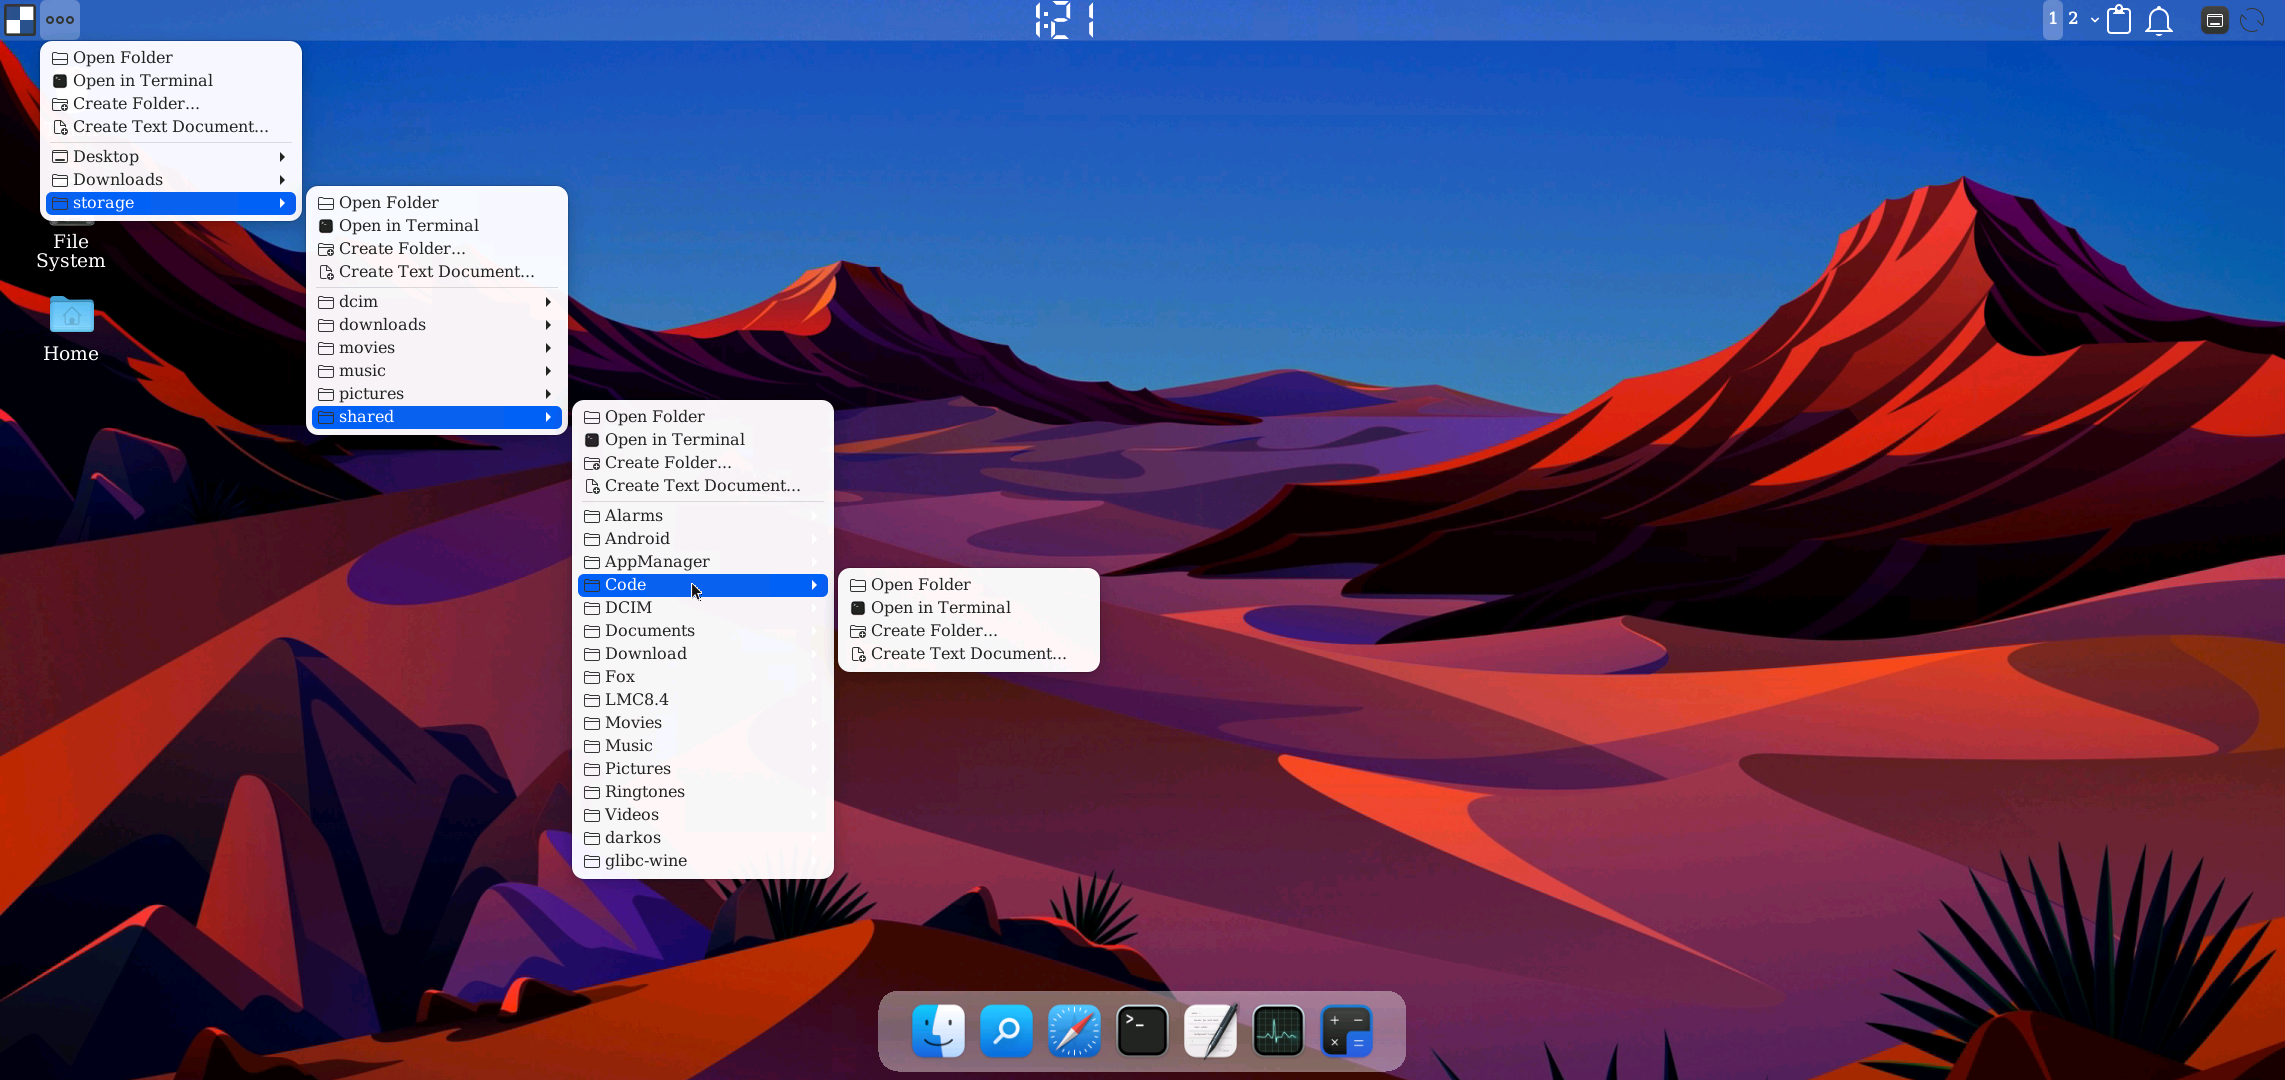 1:21
1 2
Open Folder
Open in Terminal
Create Folder...
Create Text Document...
Desktop
Downloads
storage
File
System
Home
Open Folder
Open in Terminal
Create Folder...
Create Text Document...
dcim
downloads
movies
music
pictures
shared
Open Folder
Open in Terminal
Create Folder...
Create Text Document...
Alarms
Android
AppManager
Code
DCIM
Documents
Download
Fox
LMC8.4
Movies
Music
Pictures
Ringtones
Videos
darkos
glibc-wine
Open Folder
Open in Terminal
Create Folder...
Create Text Document...